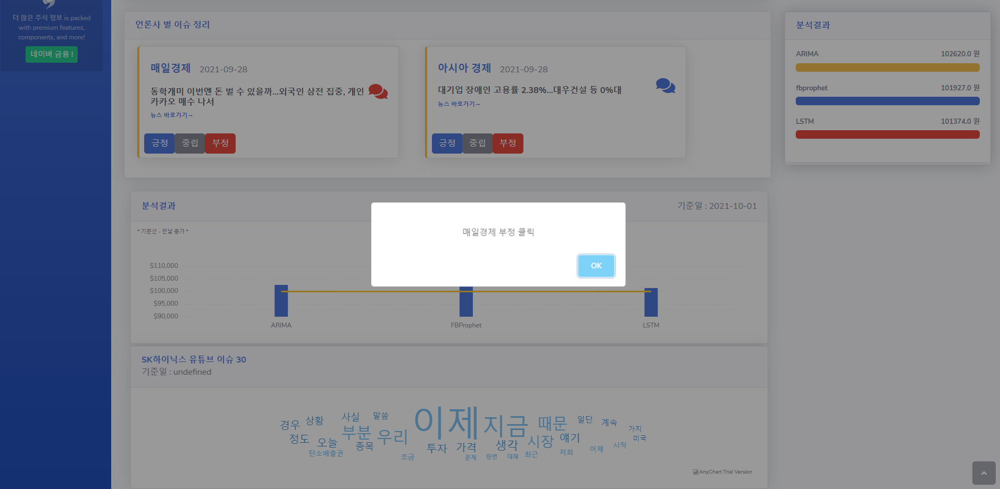 더 많은 주식 정보 is packed
with premium features,
components, and more!
네이버 금융 !
언론사 별 이슈 정리
매일경제 2021-09-28
동학개미 이번엔 돈 벌 수 있을까...외국인 삼전 집중, 개인
카카오 매수 나서
뉴스 바로가기→
긍정 중립 부정
아시아 경제 2021-09-28
대기업 장애인 고용률 2.38%...대우건설 등 0%대
뉴스 바로가기→
긍정 중립 부정
분석결과
ARIMA 102620.0 원
fbprophet 101927.0 원
LSTM 101374.0 원
분석결과 기준일 : 2021-10-01
* 기준선 - 전날 종가 *
매일경제 부정 클릭
OK
$110,000
$105,000
$100,000
$95,000
$90,000
ARIMA FBProphet LSTM
SK하이닉스 유튜브 이슈 30
기준일 : undefined
이제 지금 때문 일단 계속 가지
경우 상황 사실 말씀
정도 오늘 부분 우리 시장 얘기 미국
종목 투자 가격 생각 어제 시작
탄소배출권 조금 문제 한번 대해 최근 저희
AnyChart Trial Version